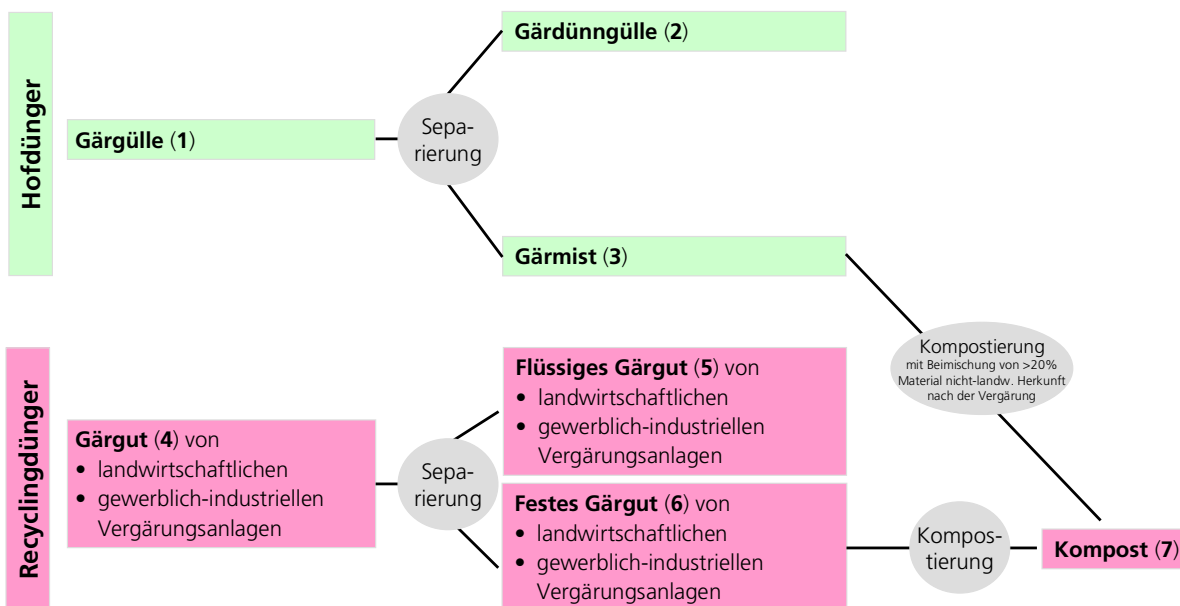 Hofdünger
Gärgülle (1)
Sepa-
rierung
Gärdünngülle (2)
Gärmist (3)
Kompostierung
mit Beimischung von >20%
Material nicht-landw. Herkunft
nach der Vergärung
Recyclingdünger
Gärgut (4) von
• landwirtschaftlichen
• gewerblich-industriellen
Vergärungsanlagen
Sepa-
rierung
Flüssiges Gärgut (5) von
• landwirtschaftlichen
• gewerblich-industriellen
Vergärungsanlagen
Festes Gärgut (6) von
• landwirtschaftlichen
• gewerblich-industriellen
Vergärungsanlagen
Kompos-
tierung
Kompost (7)